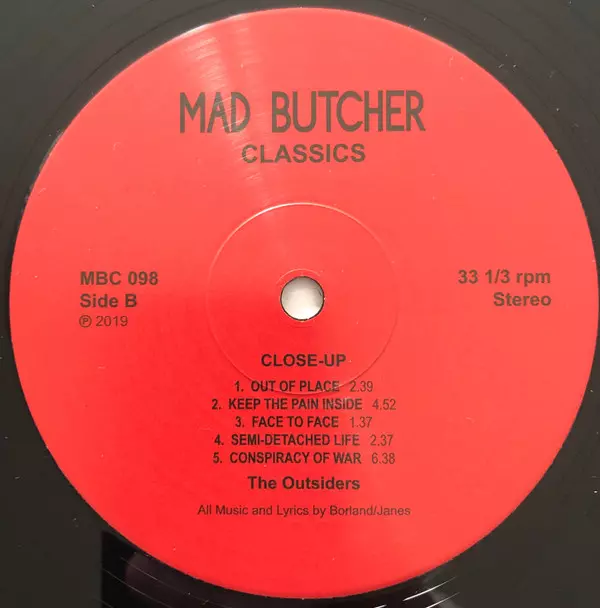 MAD BUTCHER
CLASSICS
MBC 098
Side B
℗ 2019
33 1/3 rpm
Stereo
CLOSE-UP
1. OUT OF PLACE 2.39
2. KEEP THE PAIN INSIDE 4.52
3. FACE TO FACE 1.37
4. SEMI-DETACHED LIFE 2.37
5. CONSPIRACY OF WAR 6.38
The Outsiders
All Music and Lyrics by Borland/Janes